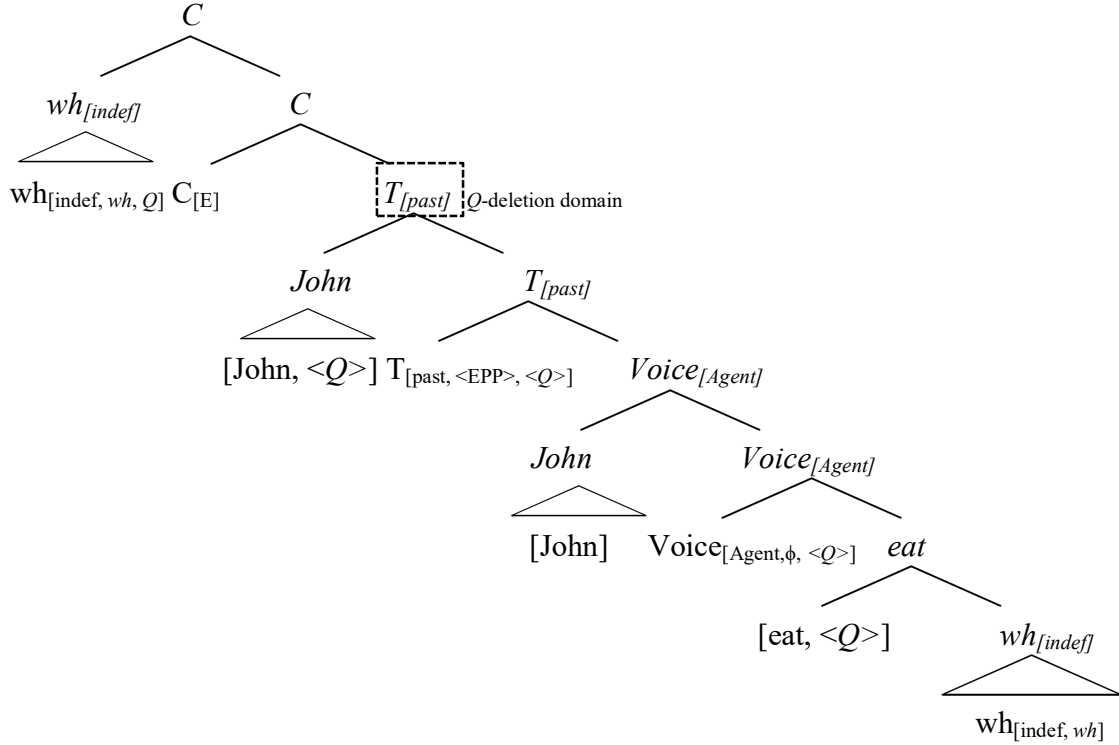 C
wh[indef] C
wh[indef, wh, Q] C[E] T[past] Q-deletion domain
John T[past]
[John, <Q>] T[past, <EPP>, <Q>] Voice[Agent]
John Voice[Agent]
[John] Voice[Agent,ϕ, <Q>] eat
[eat, <Q>] wh[indef]
wh[indef, wh]